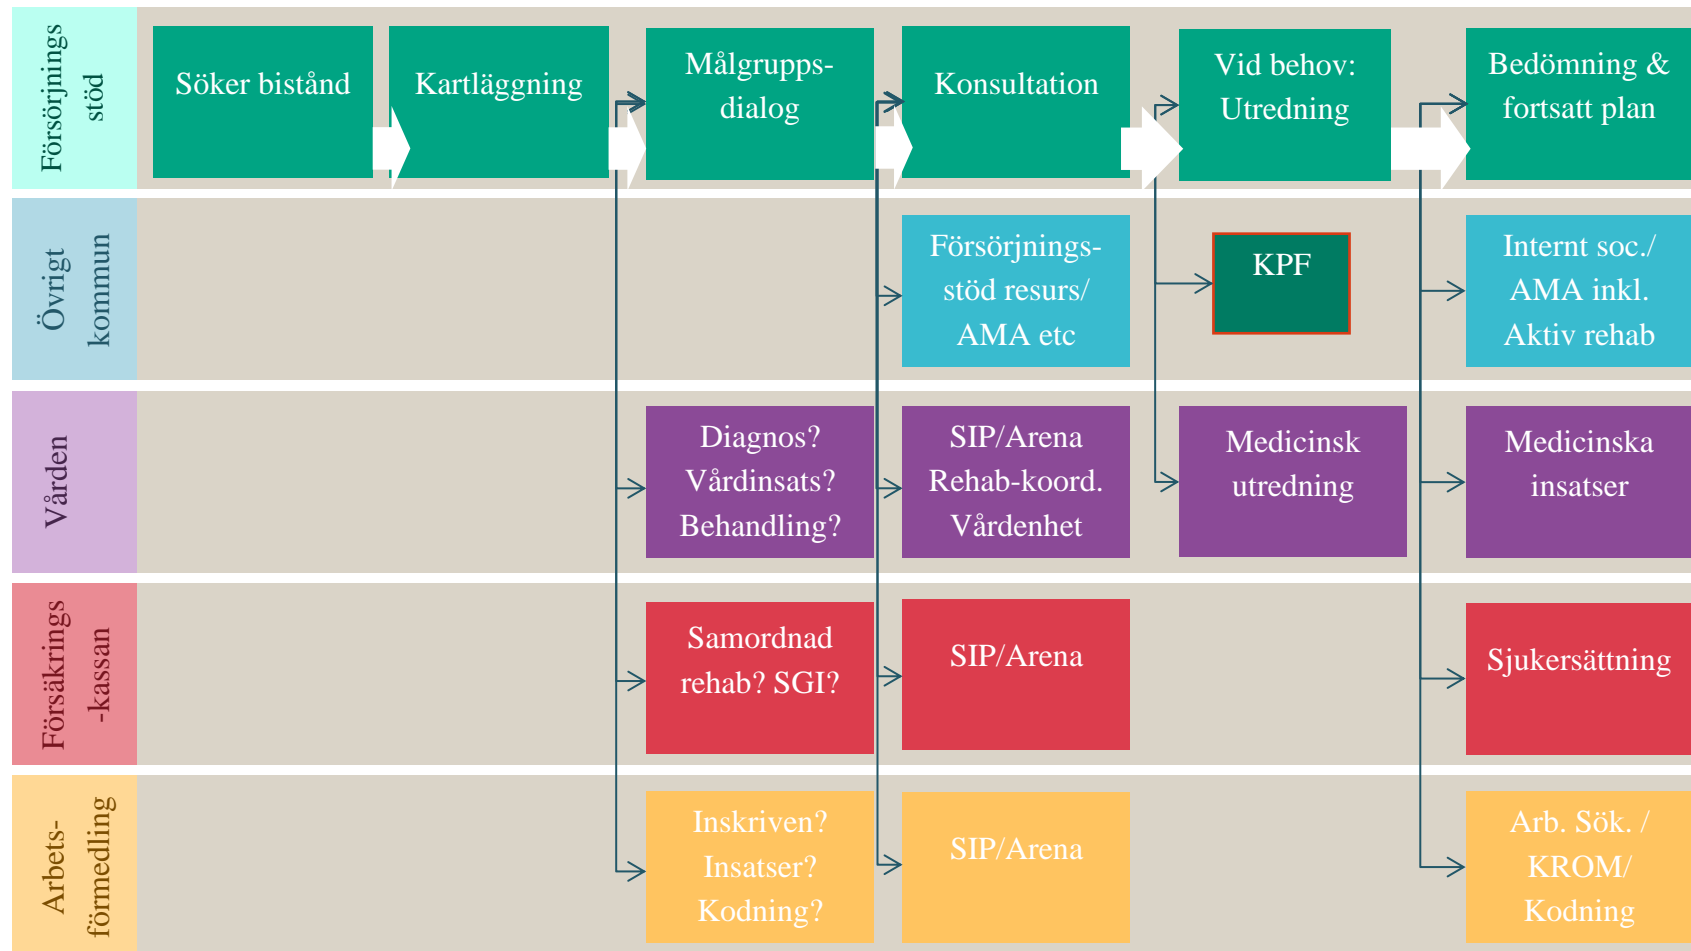 Försörjnings
stöd
Söker bistånd
Kartläggning
Målgrupps-
dialog
Konsultation
Vid behov:
Utredning
Bedömning &
fortsatt plan
Övrigt
kommun
Försörjnings-
stöd resurs/
AMA etc
KPF
Internt soc./
AMA inkl.
Aktiv rehab
Vården
Diagnos?
Vårdinsats?
Behandling?
SIP/Arena
Rehab-koord.
Vårdenhet
Medicinsk
utredning
Medicinska
insatser
Försäkrings
-kassan
Samordnad
rehab? SGI?
SIP/Arena
Sjukersättning
Arbets-
förmedling
Inskriven?
Insatser?
Kodning?
SIP/Arena
Arb. Sök. /
KROM/
Kodning